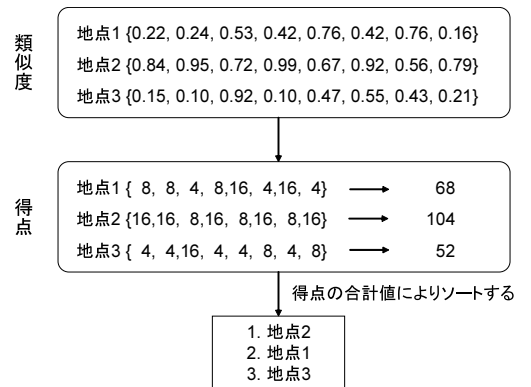 類似度
地点1 {0.22, 0.24, 0.53, 0.42, 0.76, 0.42, 0.76, 0.16}
地点2 {0.84, 0.95, 0.72, 0.99, 0.67, 0.92, 0.56, 0.79}
地点3 {0.15, 0.10, 0.92, 0.10, 0.47, 0.55, 0.43, 0.21}
得点
地点1 { 8, 8, 4, 8,16, 4,16, 4} 68
地点2 {16,16, 8,16, 8,16, 8,16} 104
地点3 { 4, 4,16, 4, 4, 8, 4, 8} 52
得点の合計値によりソートする
1. 地点2
2. 地点1
3. 地点3